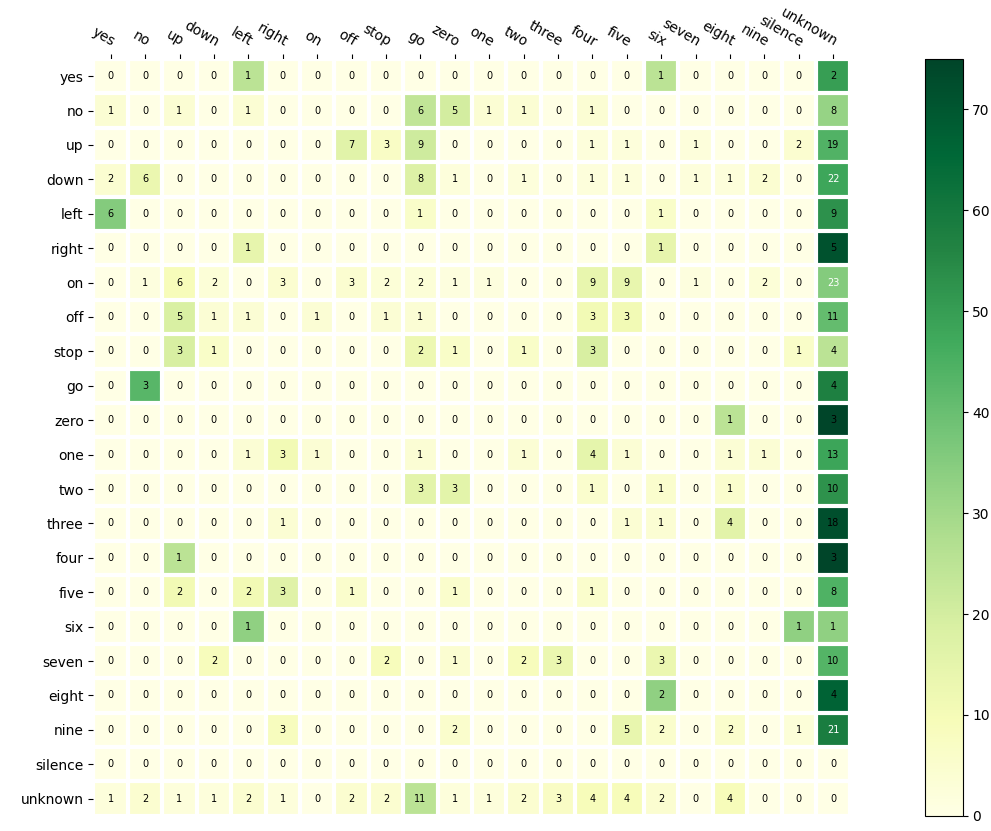 yes no up down left right on off stop go zero one two three four five six seven eight nine silence unknown
yes 0 0 0 0 1 0 0 0 0 0 0 0 0 0 0 0 1 0 0 0 0 2
no 1 0 1 0 1 0 0 0 0 6 5 1 1 0 1 0 0 0 0 0 0 8
up 0 0 0 0 0 0 0 7 3 9 0 0 0 0 1 1 0 1 0 0 2 19
down 2 6 0 0 0 0 0 0 0 8 1 0 1 0 1 1 0 1 1 2 0 22
left 6 0 0 0 0 0 0 0 0 1 0 0 0 0 0 0 1 0 0 0 0 9
right 0 0 0 0 1 0 0 0 0 0 0 0 0 0 0 0 1 0 0 0 0 5
on 0 1 6 2 0 3 0 3 2 2 1 1 0 0 9 9 0 1 0 2 0 23
off 0 0 5 1 1 0 1 0 1 1 0 0 0 0 3 3 0 0 0 0 0 11
stop 0 0 3 1 0 0 0 0 0 2 1 0 1 0 3 0 0 0 0 0 1 4
go 0 3 0 0 0 0 0 0 0 0 0 0 0 0 0 0 0 0 0 0 0 4
zero 0 0 0 0 0 0 0 0 0 0 0 0 0 0 0 0 0 0 1 0 0 3
one 0 0 0 0 1 3 1 0 0 1 0 0 1 0 4 1 0 0 1 1 0 13
two 0 0 0 0 0 0 0 0 0 3 3 0 0 0 1 0 1 0 1 0 0 10
three 0 0 0 0 0 1 0 0 0 0 0 0 0 0 0 1 1 0 4 0 0 18
four 0 0 1 0 0 0 0 0 0 0 0 0 0 0 0 0 0 0 0 0 0 3
five 0 0 2 0 2 3 0 1 0 0 1 0 0 0 1 0 0 0 0 0 0 8
six 0 0 0 0 1 0 0 0 0 0 0 0 0 0 0 0 0 0 0 0 1 1
seven 0 0 0 2 0 0 0 0 2 0 1 0 2 3 0 0 3 0 0 0 0 10
eight 0 0 0 0 0 0 0 0 0 0 0 0 0 0 0 0 2 0 0 0 0 4
nine 0 0 0 0 0 3 0 0 0 0 2 0 0 0 0 5 2 0 2 0 1 21
silence 0 0 0 0 0 0 0 0 0 0 0 0 0 0 0 0 0 0 0 0 0 0
unknown 1 2 1 1 2 1 0 2 2 11 1 1 2 3 4 4 2 0 4 0 0 0
70
60
50
40
30
20
10
0